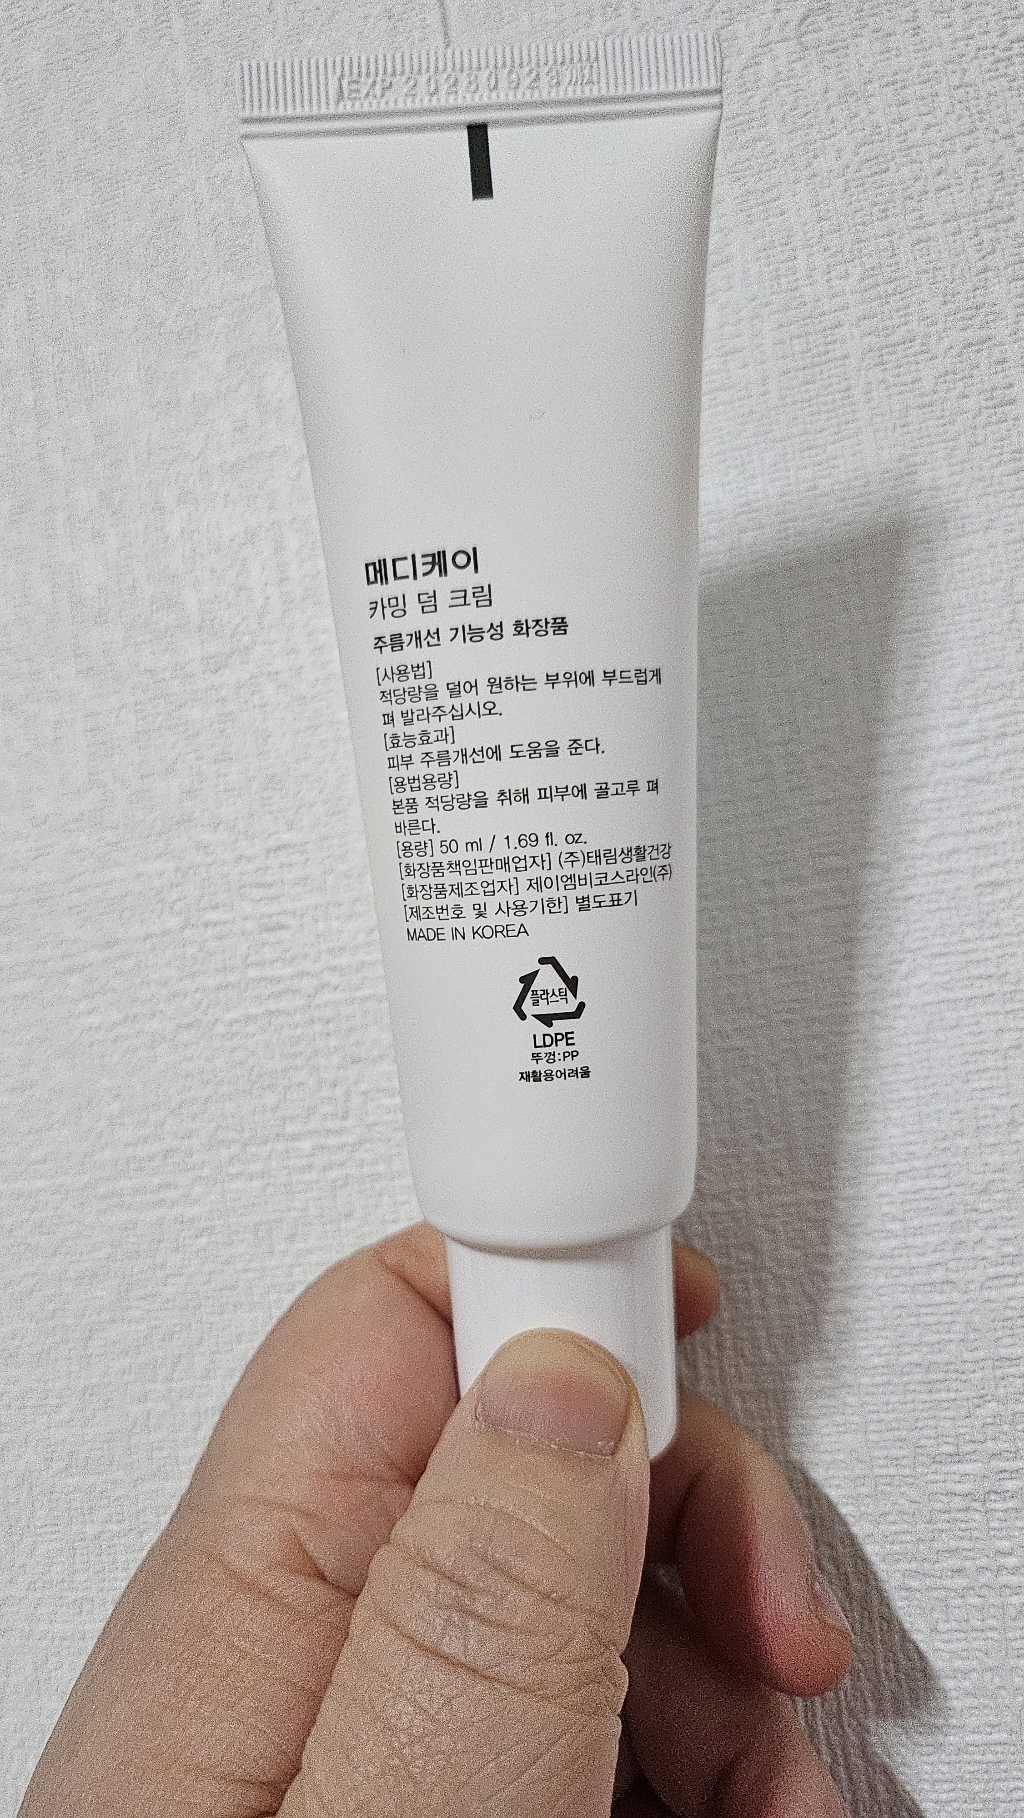 EXP 20280923
메디케이
카밍 덤 크림
주름개선 기능성 화장품
[사용법]
적당량을 덜어 원하는 부위에 부드럽게
펴 발라주십시오.
[효능효과]
피부 주름개선에 도움을 준다.
[용법용량]
본품 적당량을 취해 피부에 골고루 펴
바른다.
[용량] 50 ml / 1.69 fl. oz.
[화장품책임판매업자] (주)태림생활건강
[화장품제조업자] 제이엠비코스라인(주)
[제조번호 및 사용기한] 별도표기
MADE IN KOREA
플라스틱
LDPE
뚜껑:PP
재활용어려움